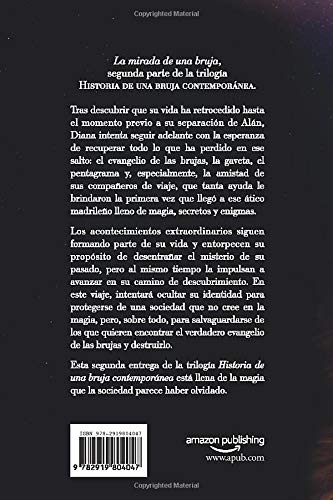 La mirada de una bruja,
segunda parte de la trilogía
HISTORIA DE UNA BRUJA CONTEMPORÁNEA.
Tras descubrir que su vida ha retrocedido hasta
el momento previo a su separación de Alán,
Diana intenta seguir adelante con la esperanza
de recuperar todo lo que ha perdido en ese
salto: el evangelio de las brujas, la gaveta, el
pentagrama y, especialmente, la amistad de
sus compañeros de viaje, que tanta ayuda le
brindaron la primera vez que llegó a ese ático
madrileño lleno de magia, secretos y enigmas.
Los acontecimientos extraordinarios siguen
formando parte de su vida y entorpecen su
propósito de desentrañar el misterio de su
pasado, pero al mismo tiempo la impulsan a
avanzar en su camino de descubrimiento. En
este viaje, intentará ocultar su identidad para
protegerse de una sociedad que no cree en la
magia, pero, sobre todo, para salvaguardarse de
los que quieren encontrar el verdadero evangelio
de las brujas y destruirlo.
Esta segunda entrega de la trilogía Historia de
una bruja contemporánea está llena de la magia
que la sociedad parece haber olvidado.
ISBN 978-2919804047
9 782919 804047
amazon publishing
www.apub.com